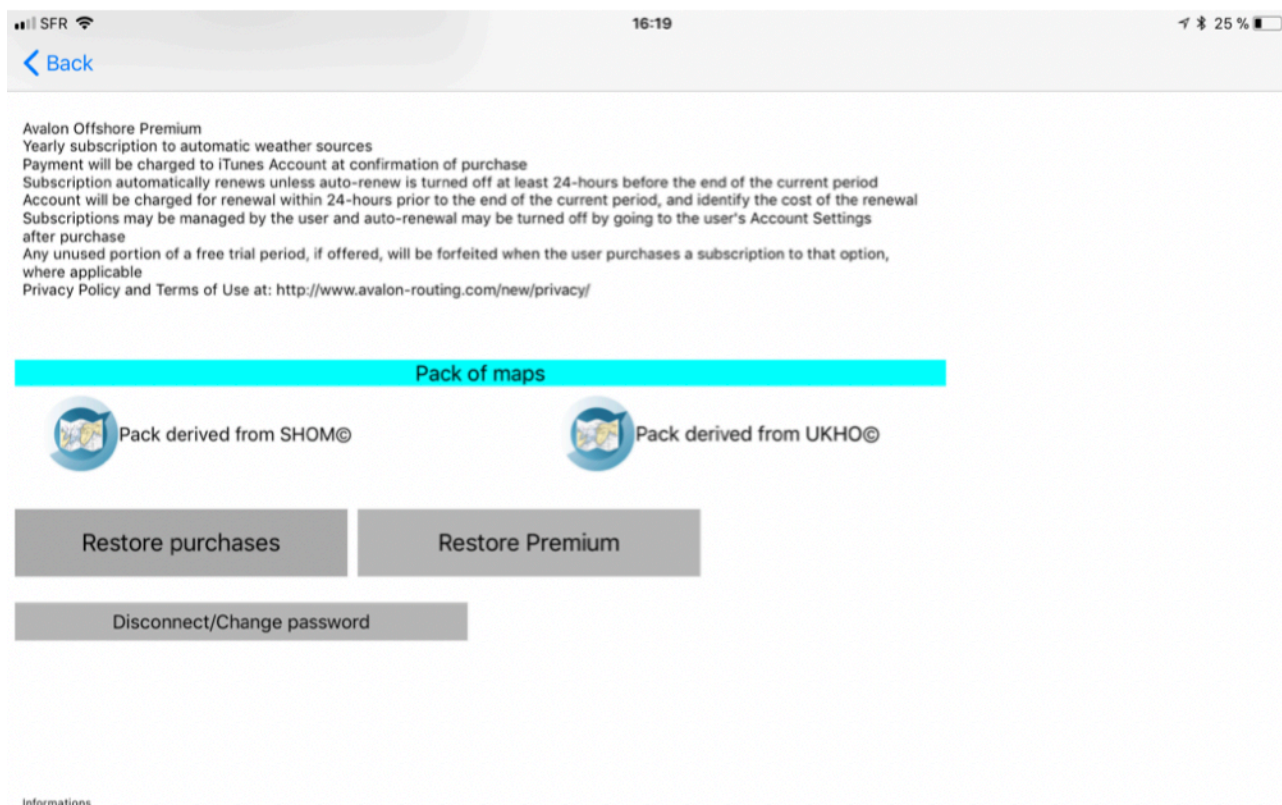 SFR 16:19 25 %
Back
Avalon Offshore Premium
Yearly subscription to automatic weather sources
Payment will be charged to iTunes Account at confirmation of purchase
Subscription automatically renews unless auto-renew is turned off at least 24-hours before the end of the current period
Account will be charged for renewal within 24-hours prior to the end of the current period, and identify the cost of the renewal
Subscriptions may be managed by the user and auto-renewal may be turned off by going to the user's Account Settings
after purchase
Any unused portion of a free trial period, if offered, will be forfeited when the user purchases a subscription to that option,
where applicable
Privacy Policy and Terms of Use at: http://www.avalon-routing.com/new/privacy/
Pack of maps
Pack derived from SHOM© Pack derived from UKHO©
Restore purchases Restore Premium
Disconnect/Change password
Informations